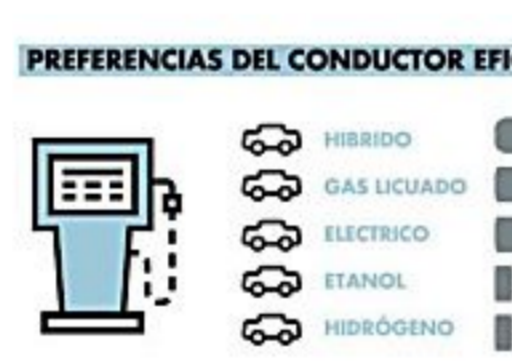 PREFERENCIAS DEL CONDUCTOR
HIBRIDO
GAS LICUADO
ELECTRICO
ETANOL
HIDRÓGENO